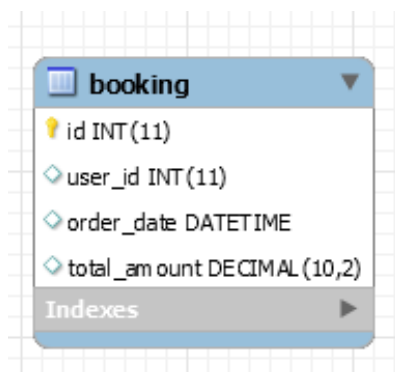 booking
id INT(11)
user_id INT(11)
order_date DATETIME
total_amount DECIMAL(10,2)
Indexes